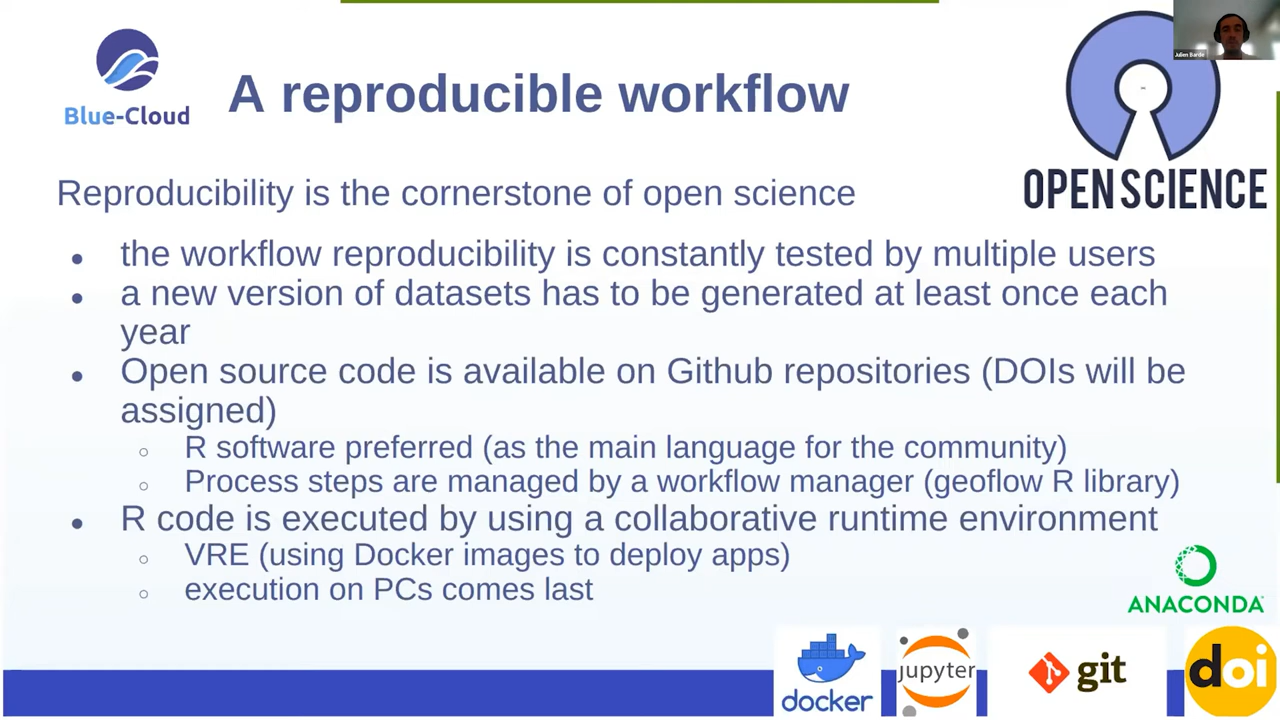 Julien Barde
Blue-Cloud
A reproducible workflow
OPEN SCIENCE
Reproducibility is the cornerstone of open science
the workflow reproducibility is constantly tested by multiple users
a new version of datasets has to be generated at least once each
year
Open source code is available on Github repositories (DOIs will be
assigned)
R software preferred (as the main language for the community)
Process steps are managed by a workflow manager (geoflow R library)
R code is executed by using a collaborative runtime environment
VRE (using Docker images to deploy apps)
execution on PCs comes last
ANACONDA
docker
jupyter
git
doi